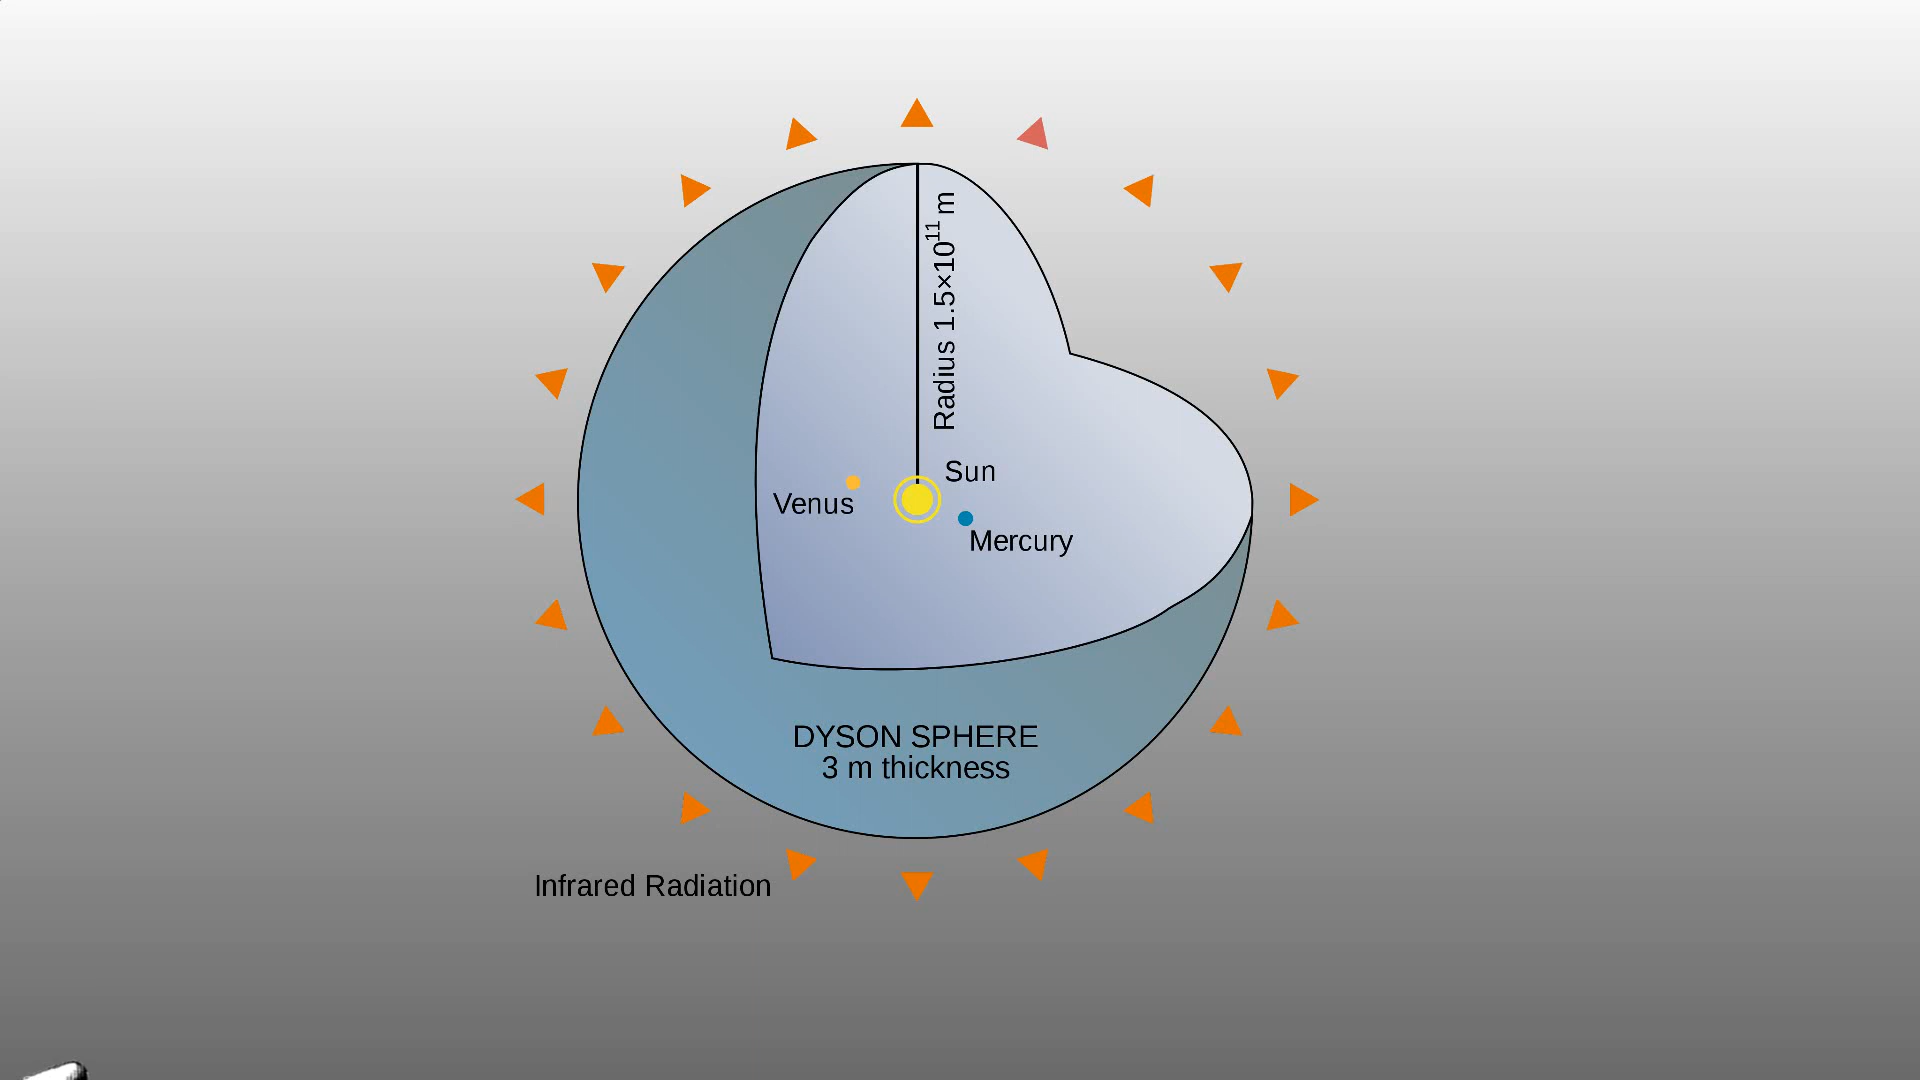 Radius 1.5×10¹¹ m
Sun
Venus
Mercury
DYSON SPHERE
3 m thickness
Infrared Radiation